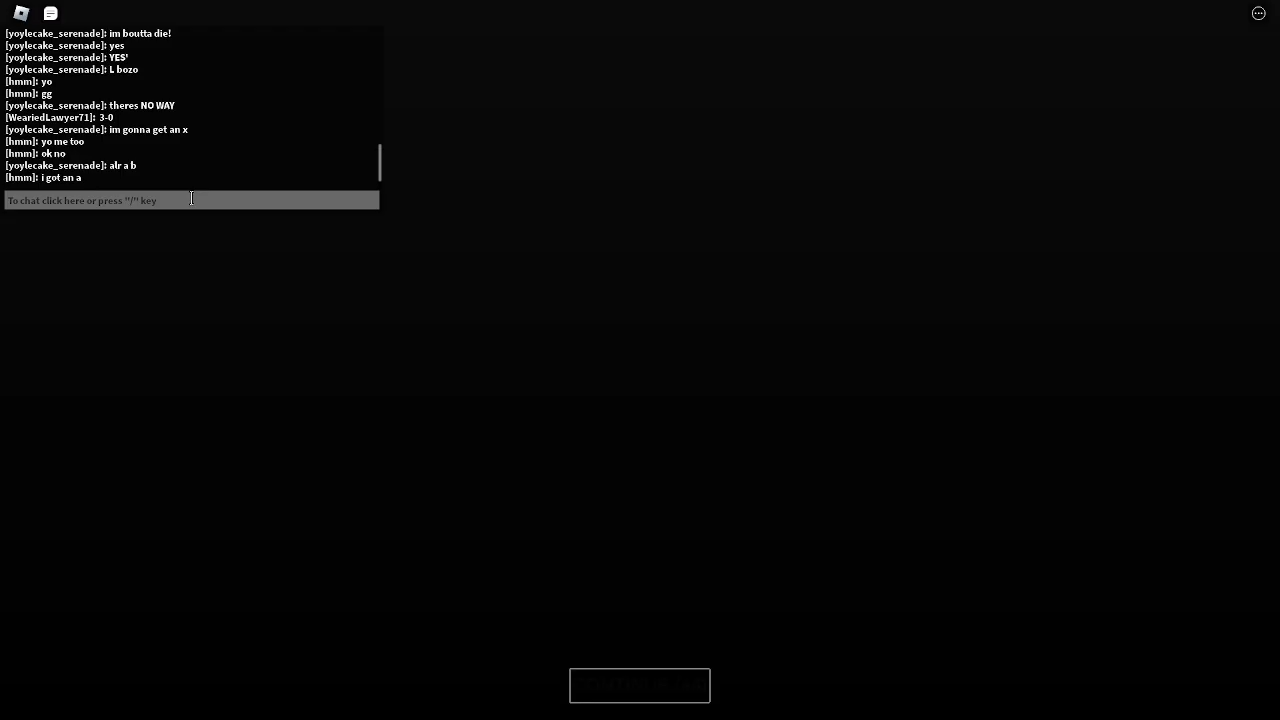 [yoylecake_serenade]: im boutta die!
[yoylecake_serenade]: yes
[yoylecake_serenade]: YES'
[yoylecake_serenade]: L bozo
[hmm]: yo
[hmm]: gg
[yoylecake_serenade]: theres NO WAY
[WeariedLawyer71]: 3-0
[yoylecake_serenade]: im gonna get an x
[hmm]: yo me too
[hmm]: ok no
[yoylecake_serenade]: alr a b
[hmm]: i got an a
To chat click here or press "/" key